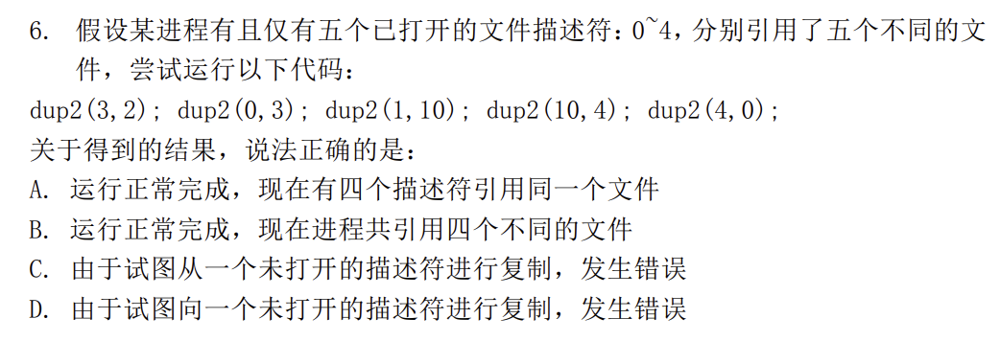 6. 假设某进程有且仅有五个已打开的文件描述符：0~4，分别引用了五个不同的文
件，尝试运行以下代码：
dup2(3,2); dup2(0,3); dup2(1,10); dup2(10,4); dup2(4,0);
关于得到的结果，说法正确的是：
A. 运行正常完成，现在有四个描述符引用同一个文件
B. 运行正常完成，现在进程共引用四个不同的文件
C. 由于试图从一个未打开的描述符进行复制，发生错误
D. 由于试图向一个未打开的描述符进行复制，发生错误